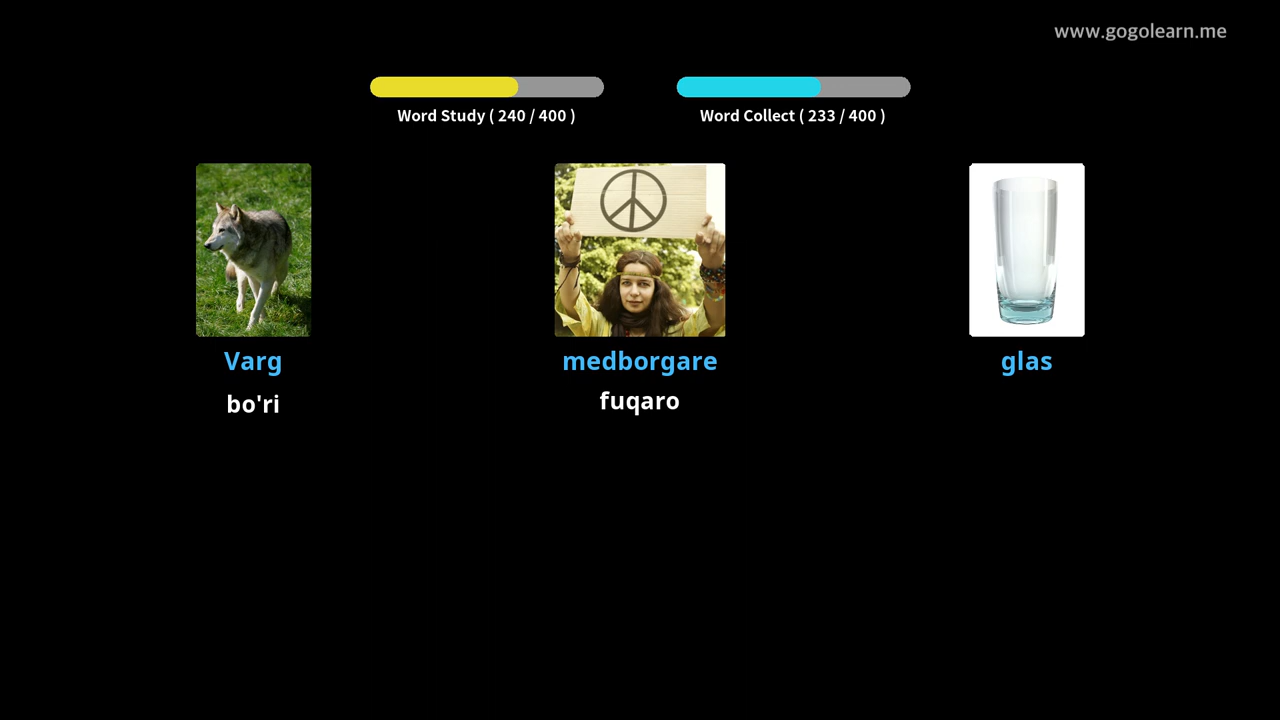 www.gogolearn.me
Word Study ( 240 / 400 )
Word Collect ( 233 / 400 )
Varg
medborgare
glas
bo'ri
fuqaro